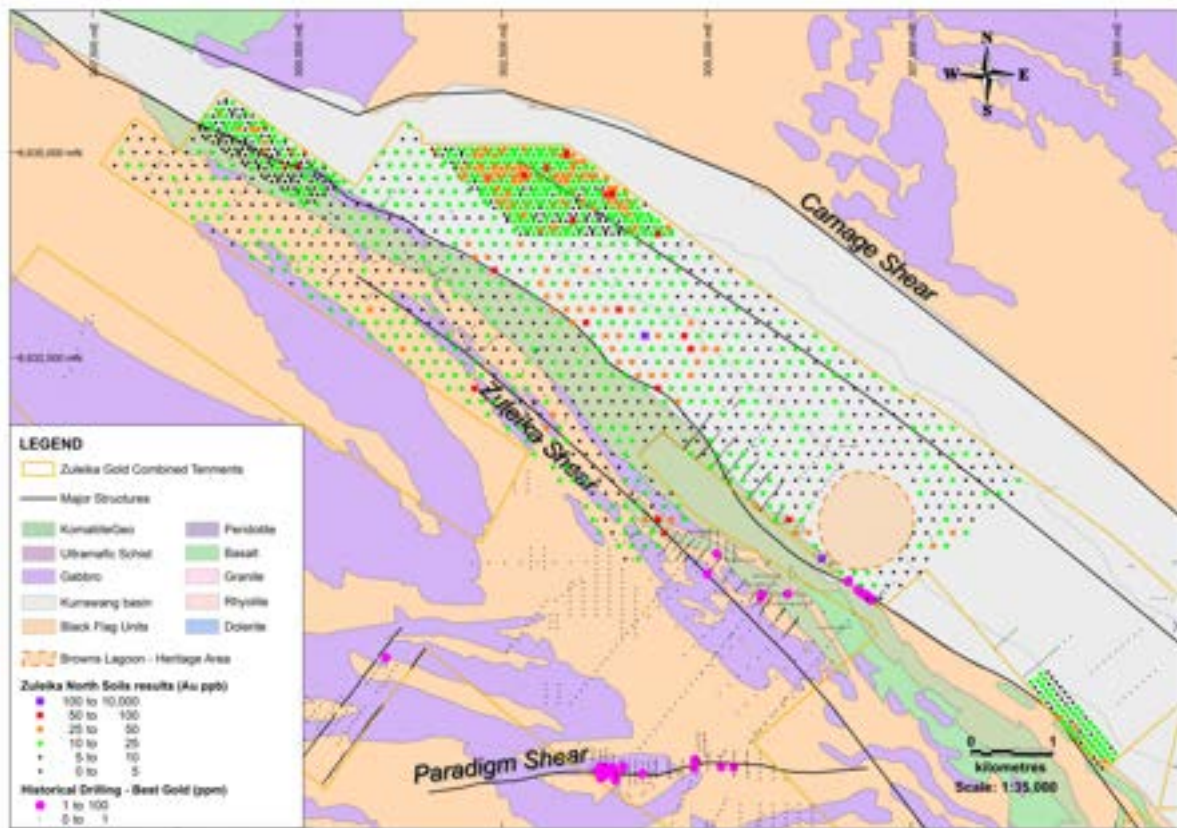 N
W E
S
Carnage Shear
Zuleika Shear
Paradigm Shear
0 1
kilometres
Scale: 1:35,000
LEGEND
Zuleika Gold Combined Tenments
Major Structures
KomatiiteGeo Peridotite
Ultramafic Schist Basalt
Gabbro Granite
Kurrawang basin Rhyolite
Black Flag Units Dolerite
Browns Lagoon - Heritage Area
Zuleika North Soils results (Au ppb)
100 to 10,000
50 to 100
25 to 50
10 to 25
5 to 10
0 to 5
Historical Drilling - Best Gold (ppm)
1 to 100
0 to 1